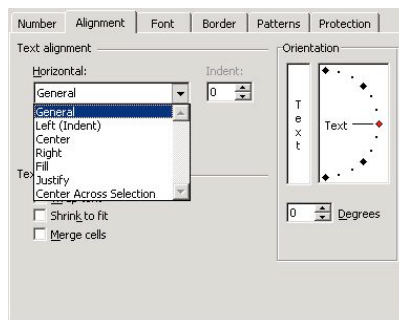 Number Alignment Font Border Patterns Protection
Text alignment
Orientation
Horizontal:
Indent:
General
0
General
Left (Indent)
Center
Right
Fill
Justify
Center Across Selection
Text
Text
Shrink to fit
Merge cells
0 Degrees